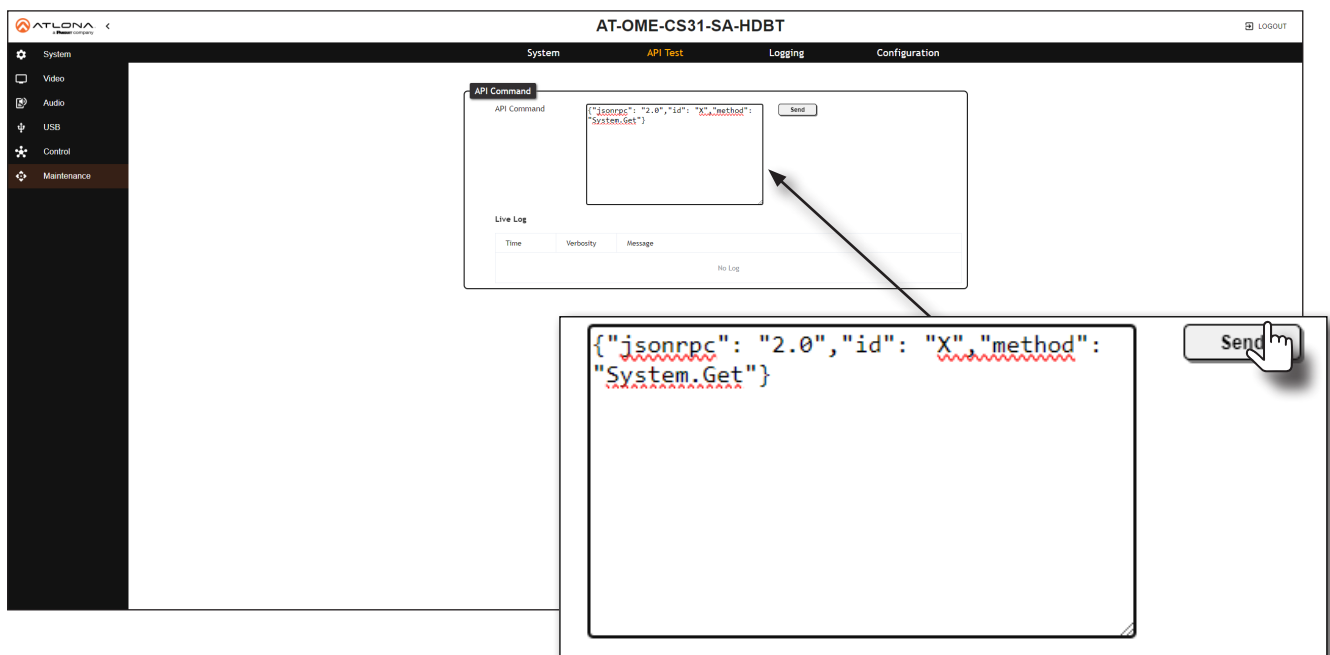 ATLONA
a Panduit company
<
AT-OME-CS31-SA-HDBT
LOGOUT
System
Video
Audio
USB
Control
Maintenance
System
API Test
Logging
Configuration
API Command
API Command
{"jsonrpc": "2.0","id": "X","method":
"System.Get"}
Send
Live Log
Time
Verbosity
Message
No Log
{"jsonrpc": "2.0","id": "X","method":
"System.Get"}
Send